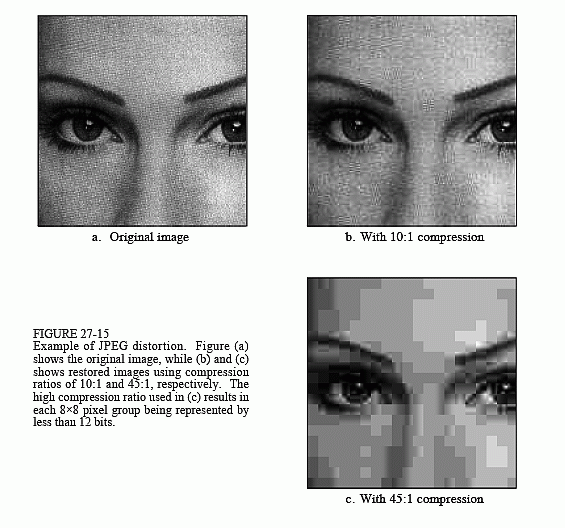 a. Original image
b. With 10:1 compression
FIGURE 27-15
Example of JPEG distortion. Figure (a)
shows the original image, while (b) and (c)
shows restored images using compression
ratios of 10:1 and 45:1, respectively. The
high compression ratio used in (c) results in
each 8×8 pixel group being represented by
less than 12 bits.
c. With 45:1 compression